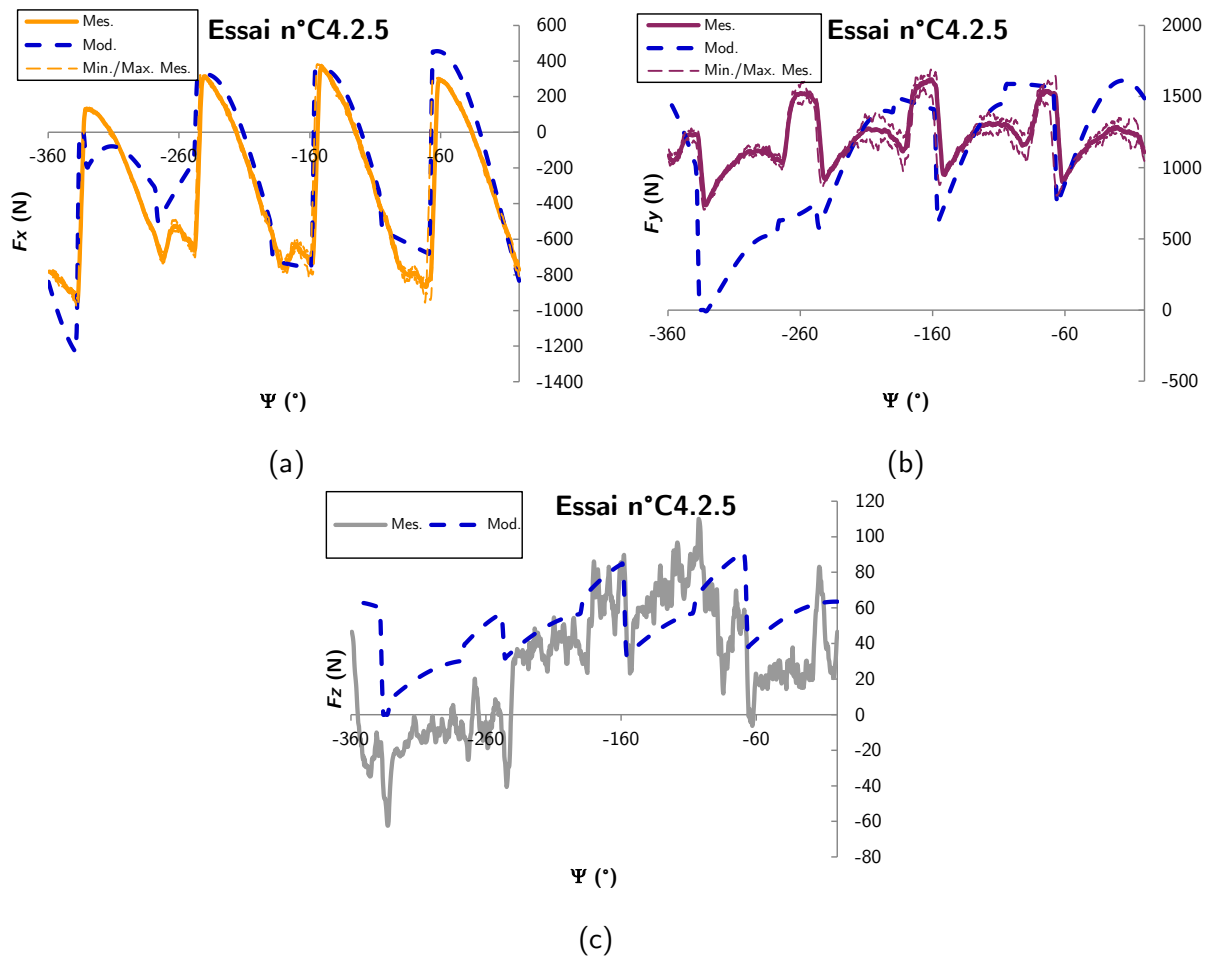 Essai n°C4.2.5
Mes.
Mod.
Min./Max. Mes.
600
400
200
0
-200
-400
-600
-800
-1000
-1200
-1400
-360
-260
-160
-60
Fx (N)
Ψ (°)
(a)
Essai n°C4.2.5
Mes.
Mod.
Min./Max. Mes.
2000
1500
1000
500
0
-500
-360
-260
-160
-60
Fy (N)
Ψ (°)
(b)
Essai n°C4.2.5
Mes.
Mod.
120
100
80
60
40
20
0
-20
-40
-60
-80
-360
-260
-160
-60
Fz (N)
Ψ (°)
(c)